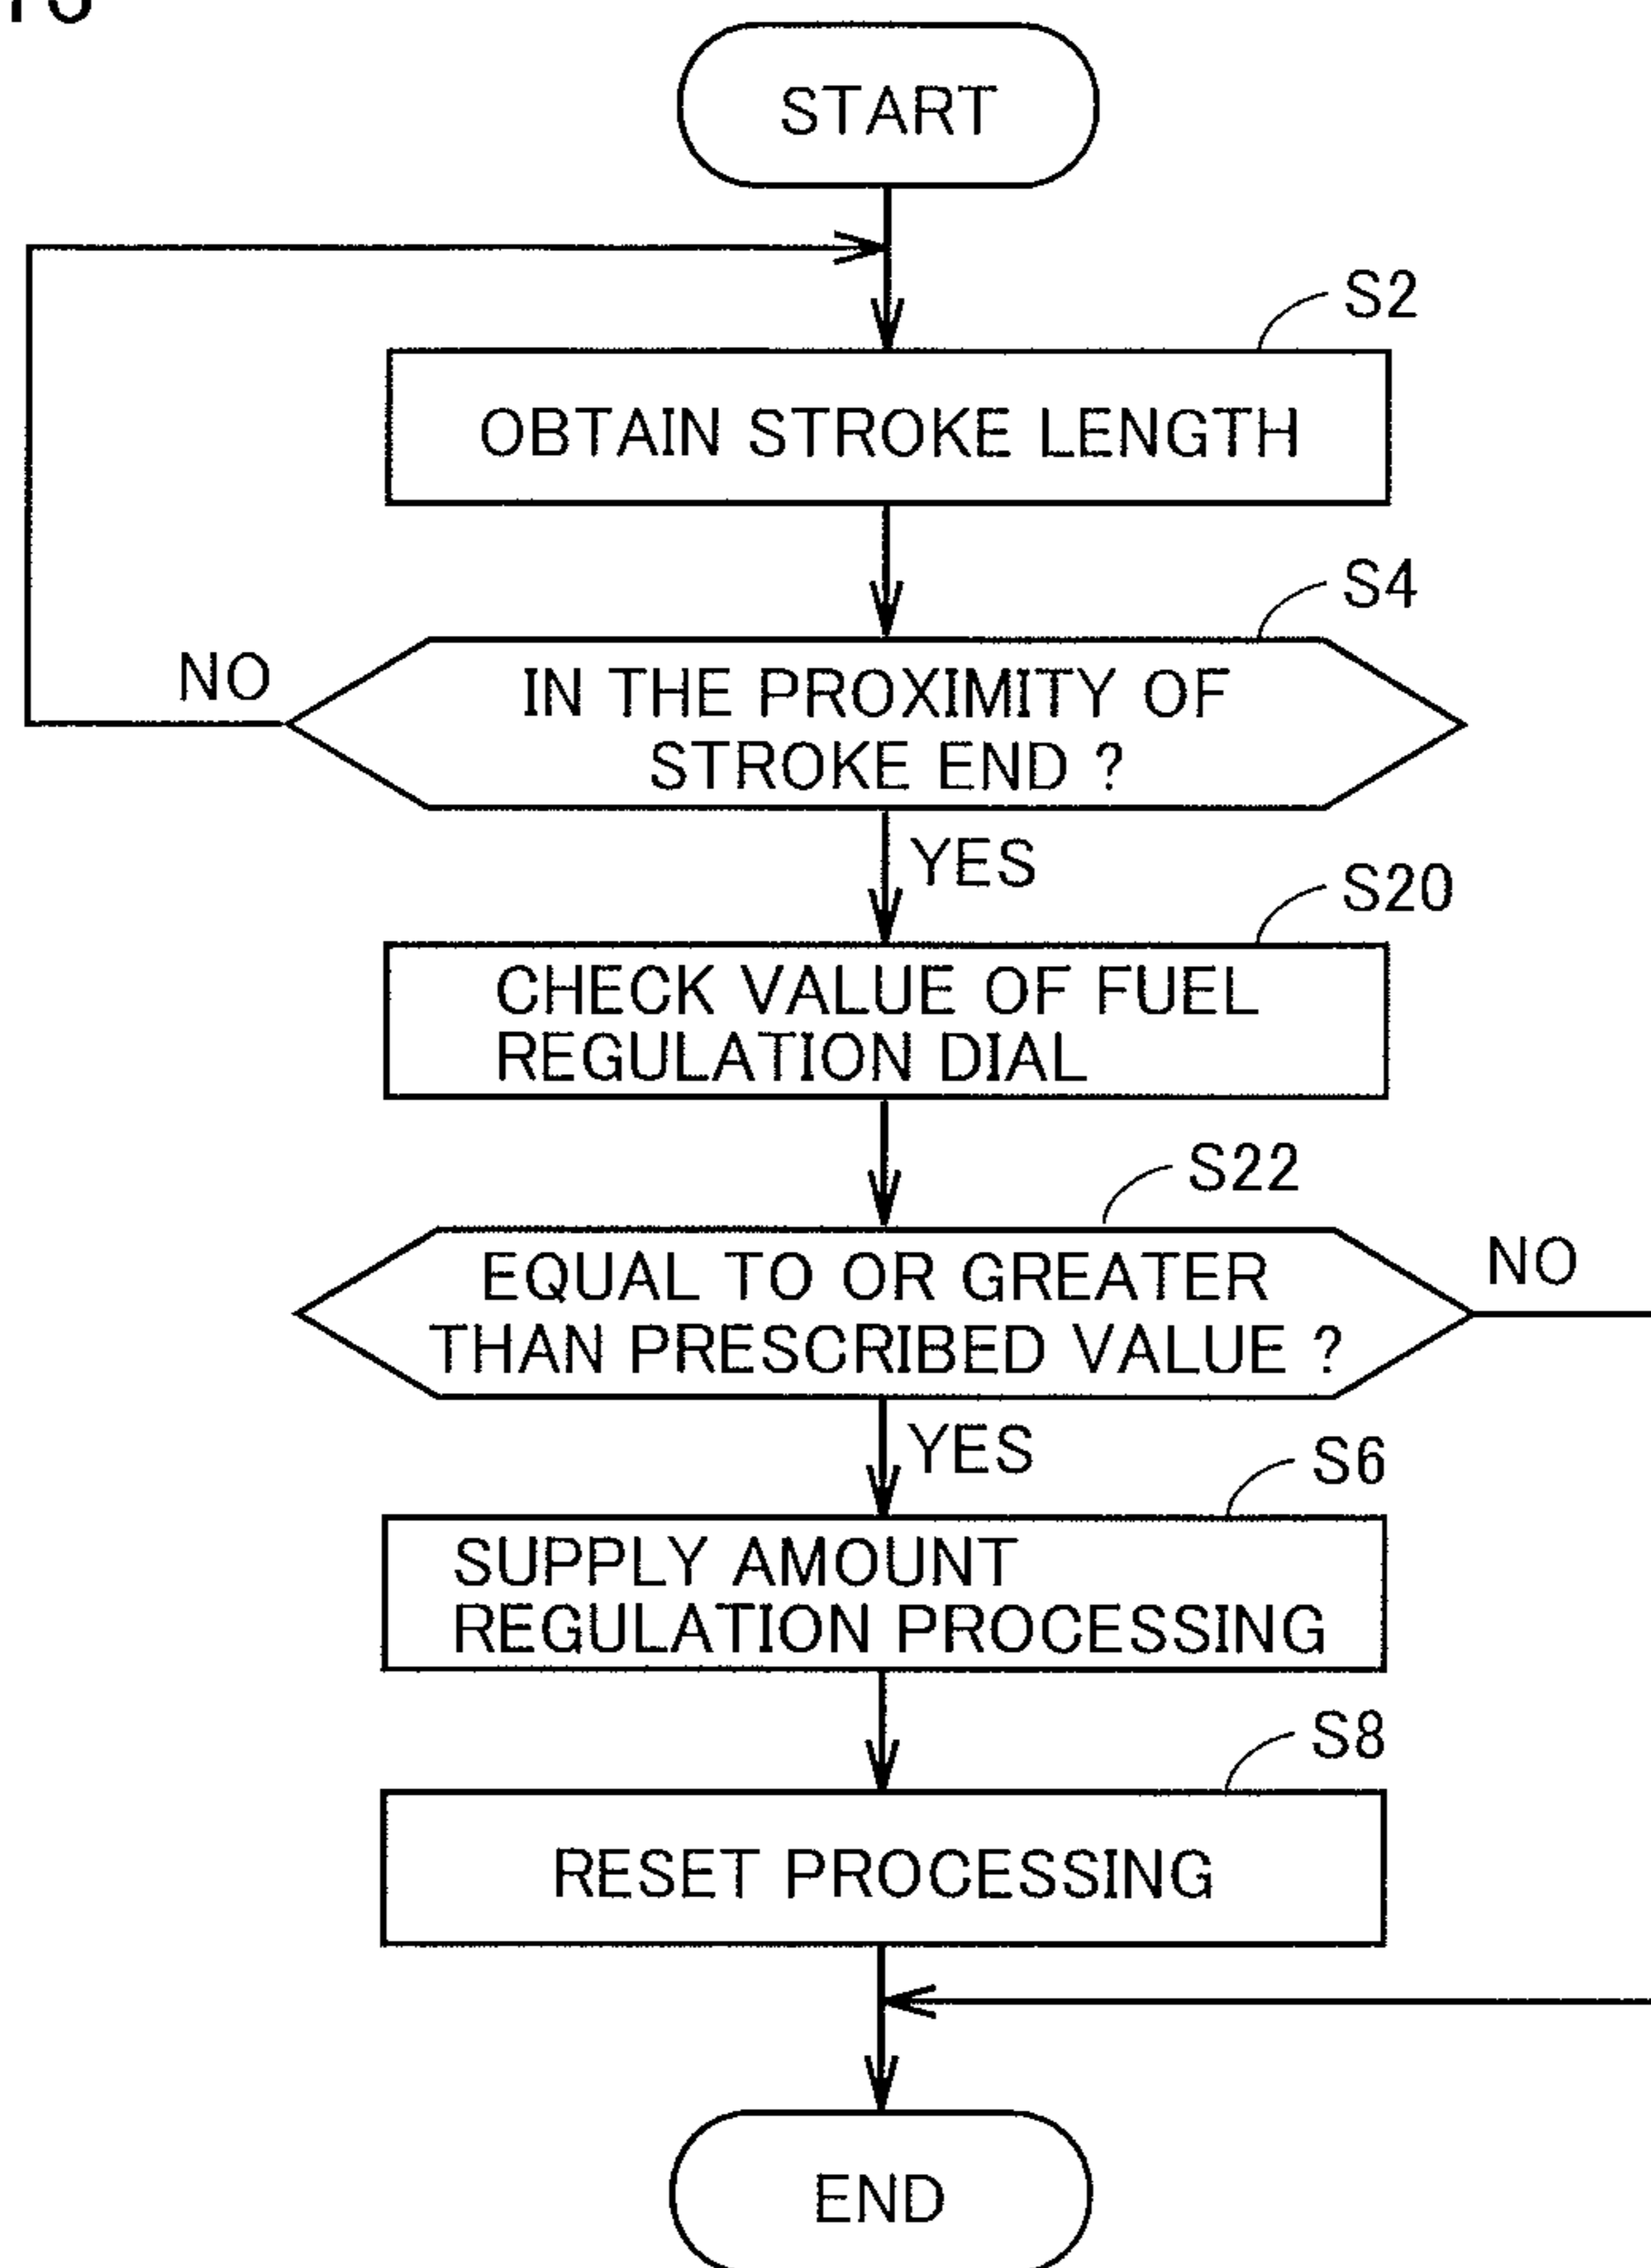 START
S2
OBTAIN STROKE LENGTH
S4
NO
IN THE PROXIMITY OF
STROKE END ?
YES
S20
CHECK VALUE OF FUEL
REGULATION DIAL
S22
EQUAL TO OR GREATER
THAN PRESCRIBED VALUE ?
NO
YES
S6
SUPPLY AMOUNT
REGULATION PROCESSING
S8
RESET PROCESSING
END